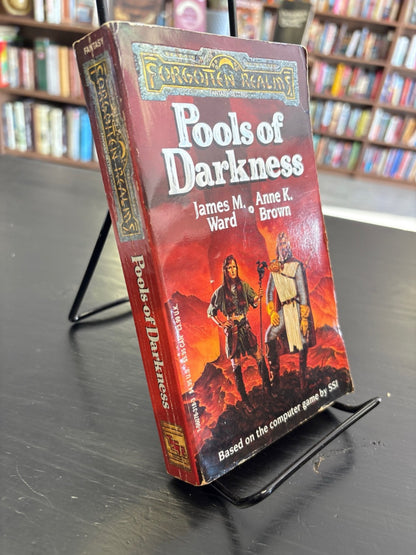 FANTASY
FORGOTTEN REALMS
Pools of Darkness
FORGOTTEN REALMS
Pools of
Darkness
James M. Ward • Anne K. Brown
Based on the computer game by SSI